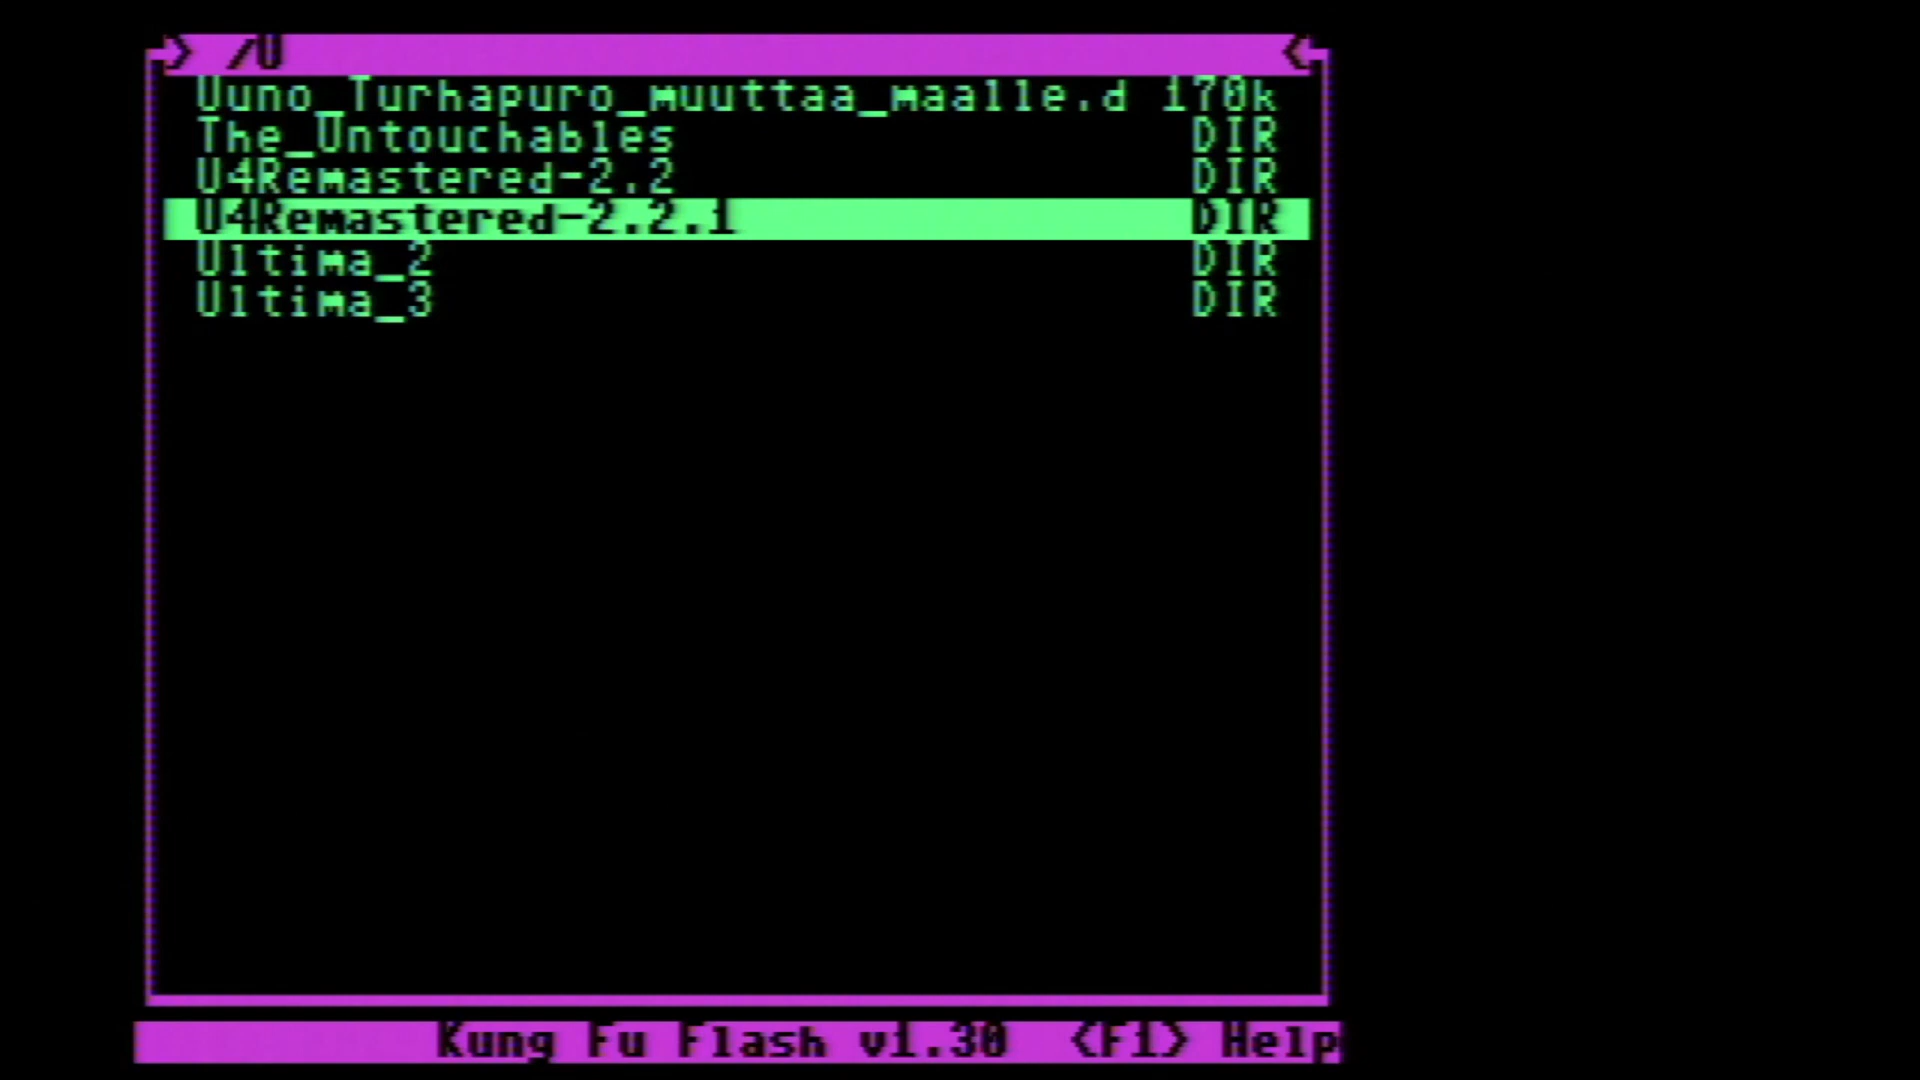 > /U <
Uuno_Turhapuro_muuttaa_maalle.d 170k
The_Untouchables DIR
U4Remastered-2.2 DIR
U4Remastered-2.2.1 DIR
Ultima_2 DIR
Ultima_3 DIR
Kung Fu Flash v1.30 <F1> Help